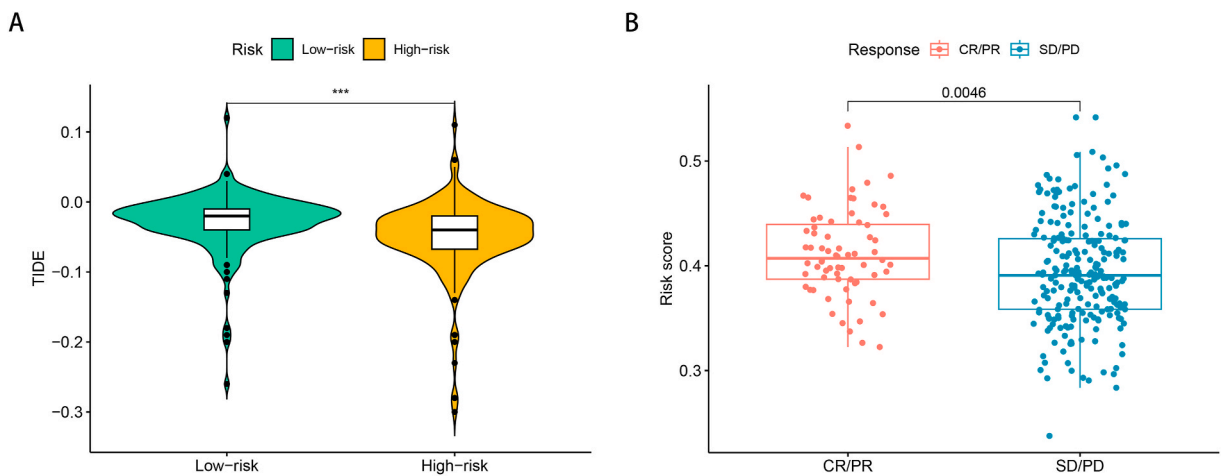 A
Risk Low−risk High−risk
***
TIDE
0.1
0.0
−0.1
−0.2
−0.3
Low−risk High−risk
B
Response CR/PR SD/PD
0.0046
Risk score
0.5
0.4
0.3
CR/PR SD/PD